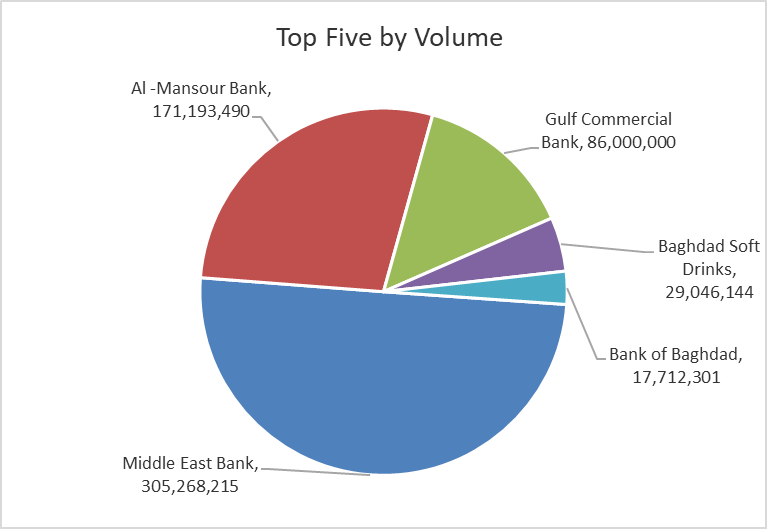 Top Five by Volume
Al -Mansour Bank,
171,193,490
Gulf Commercial
Bank, 86,000,000
Baghdad Soft
Drinks,
29,046,144
Bank of Baghdad,
17,712,301
Middle East Bank,
305,268,215